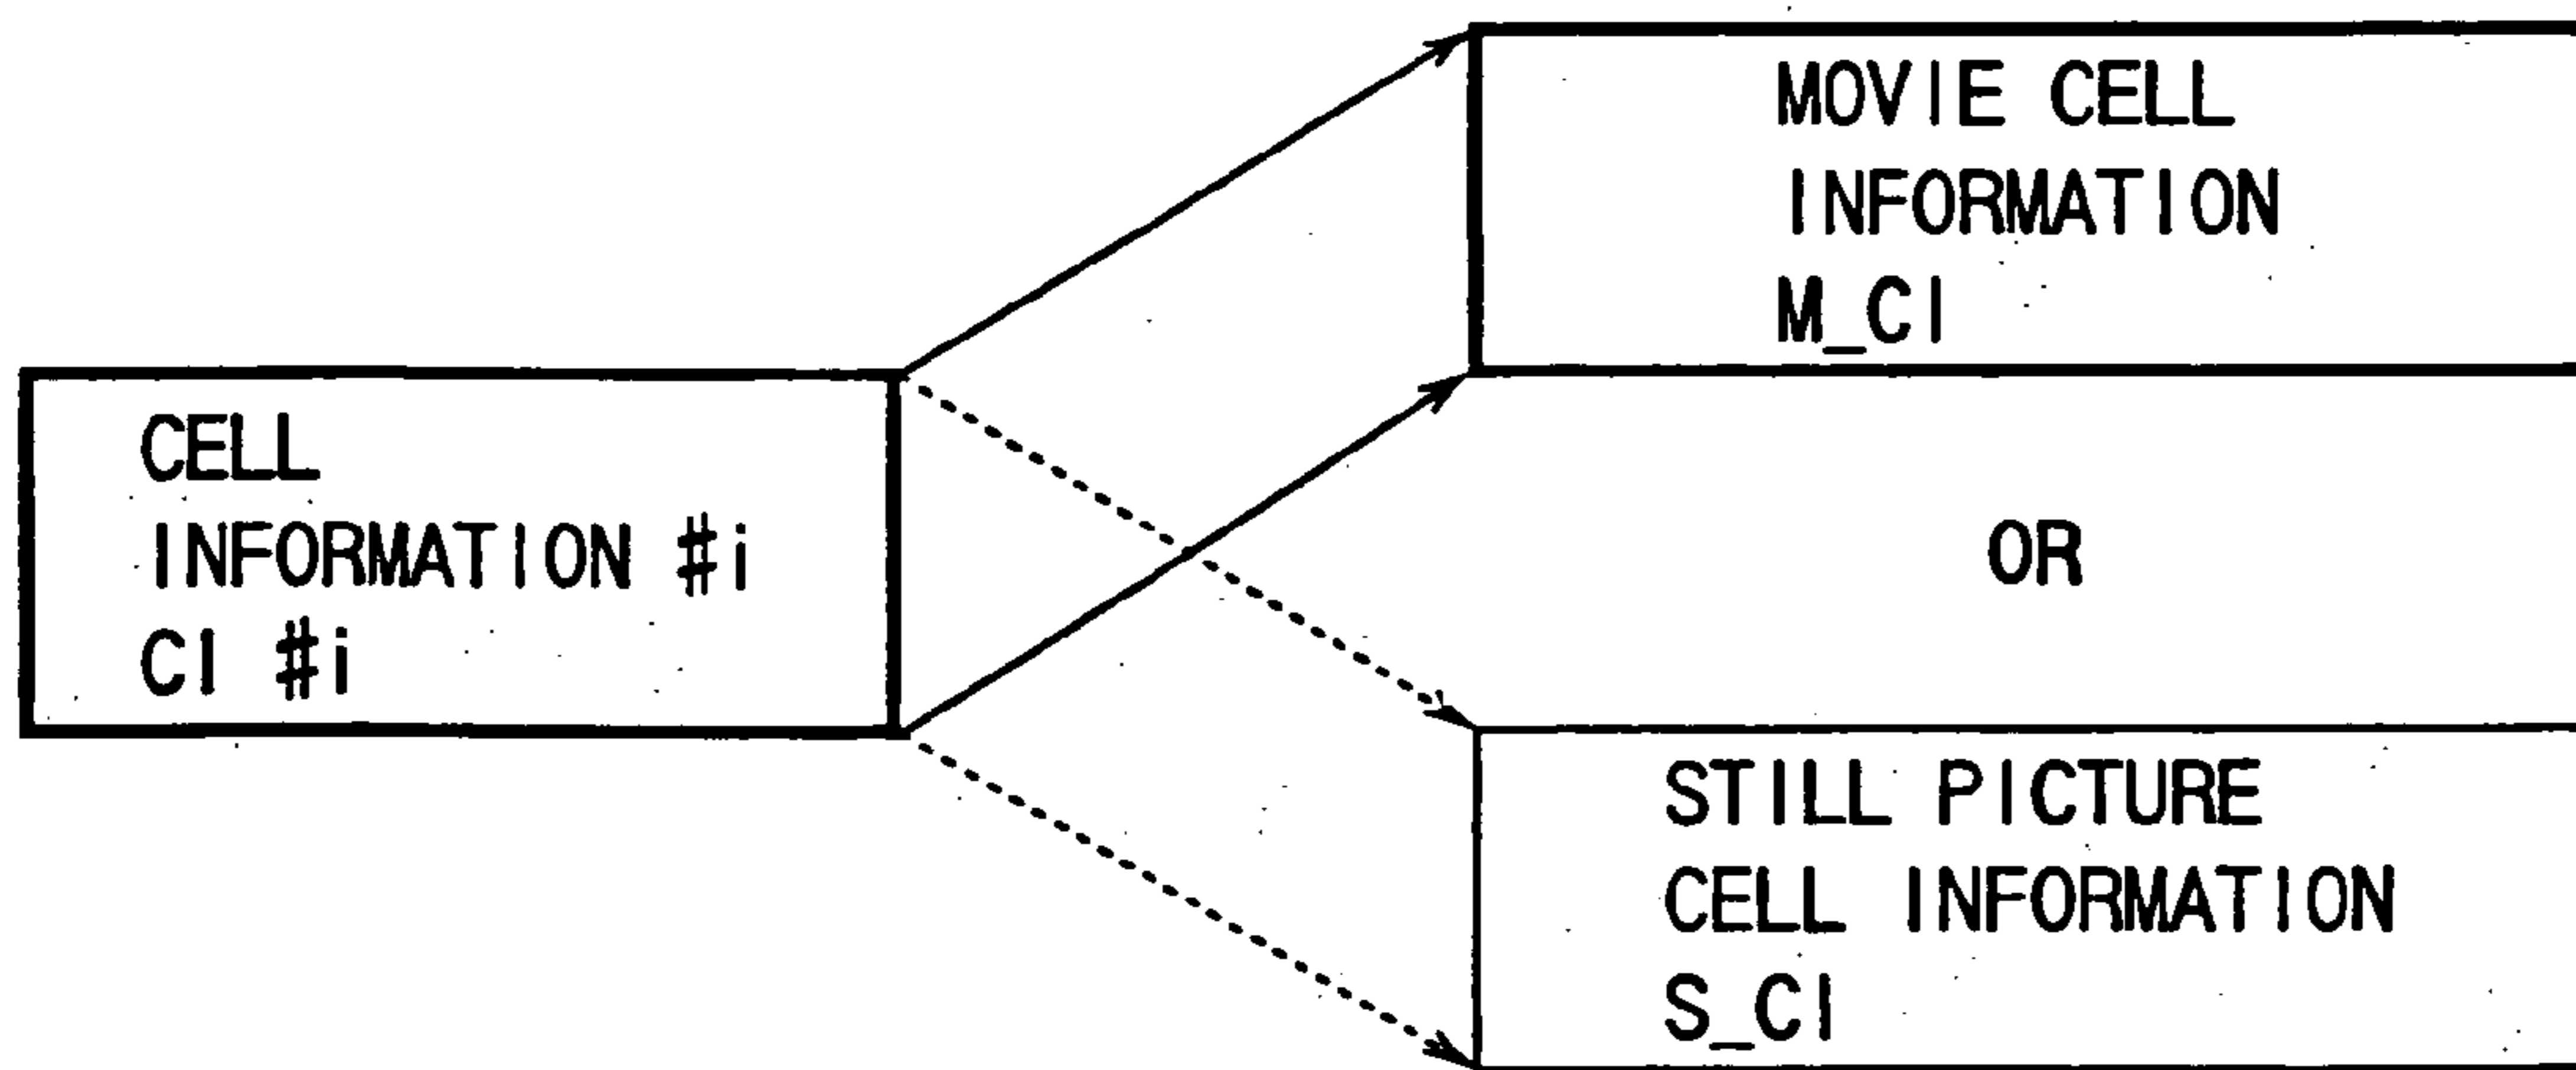 MOVIE CELL
INFORMATION
M_CI
CELL
INFORMATION #i
CI #i
OR
STILL PICTURE
CELL INFORMATION
S_CI